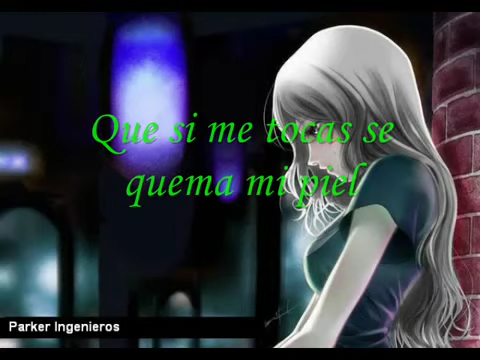 Que si me tocas se
quema mi piel
Parker Ingenieros